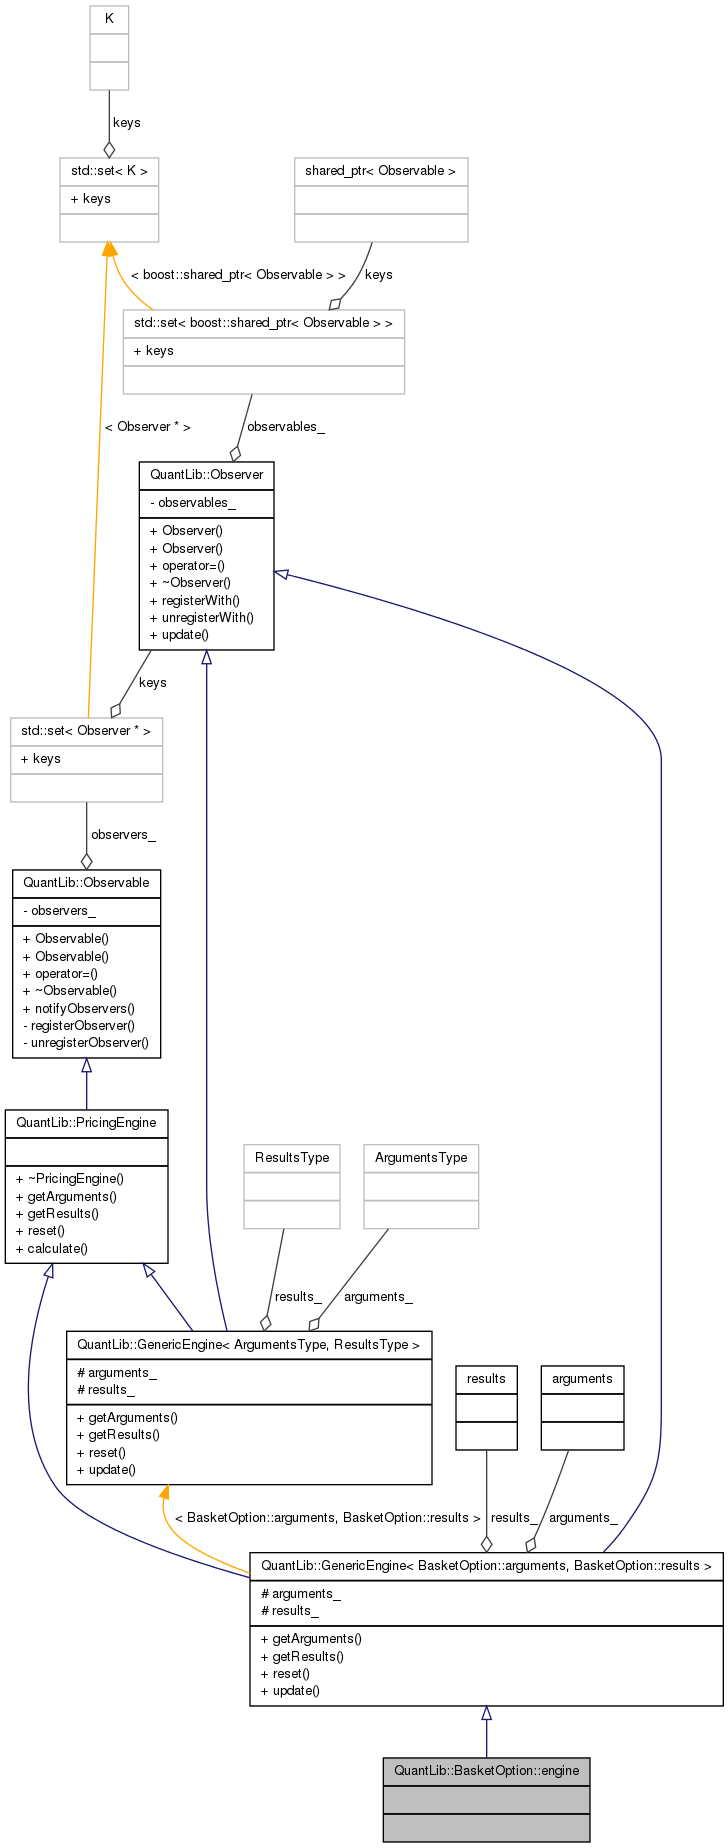 K
keys
std::set< K >
+ keys
shared_ptr< Observable >
< boost::shared_ptr< Observable > >
keys
std::set< boost::shared_ptr< Observable > >
+ keys
< Observer * >
observables_
QuantLib::Observer
- observables_
+ Observer()
+ Observer()
+ operator=()
+ ~Observer()
+ registerWith()
+ unregisterWith()
+ update()
keys
std::set< Observer * >
+ keys
observers_
QuantLib::Observable
- observers_
+ Observable()
+ Observable()
+ operator=()
+ ~Observable()
+ notifyObservers()
- registerObserver()
- unregisterObserver()
QuantLib::PricingEngine
+ ~PricingEngine()
+ getArguments()
+ getResults()
+ reset()
+ calculate()
ResultsType
ArgumentsType
results_
arguments_
QuantLib::GenericEngine< ArgumentsType, ResultsType >
# arguments_
# results_
+ getArguments()
+ getResults()
+ reset()
+ update()
results
arguments
< BasketOption::arguments, BasketOption::results >
results_
arguments_
QuantLib::GenericEngine< BasketOption::arguments, BasketOption::results >
# arguments_
# results_
+ getArguments()
+ getResults()
+ reset()
+ update()
QuantLib::BasketOption::engine